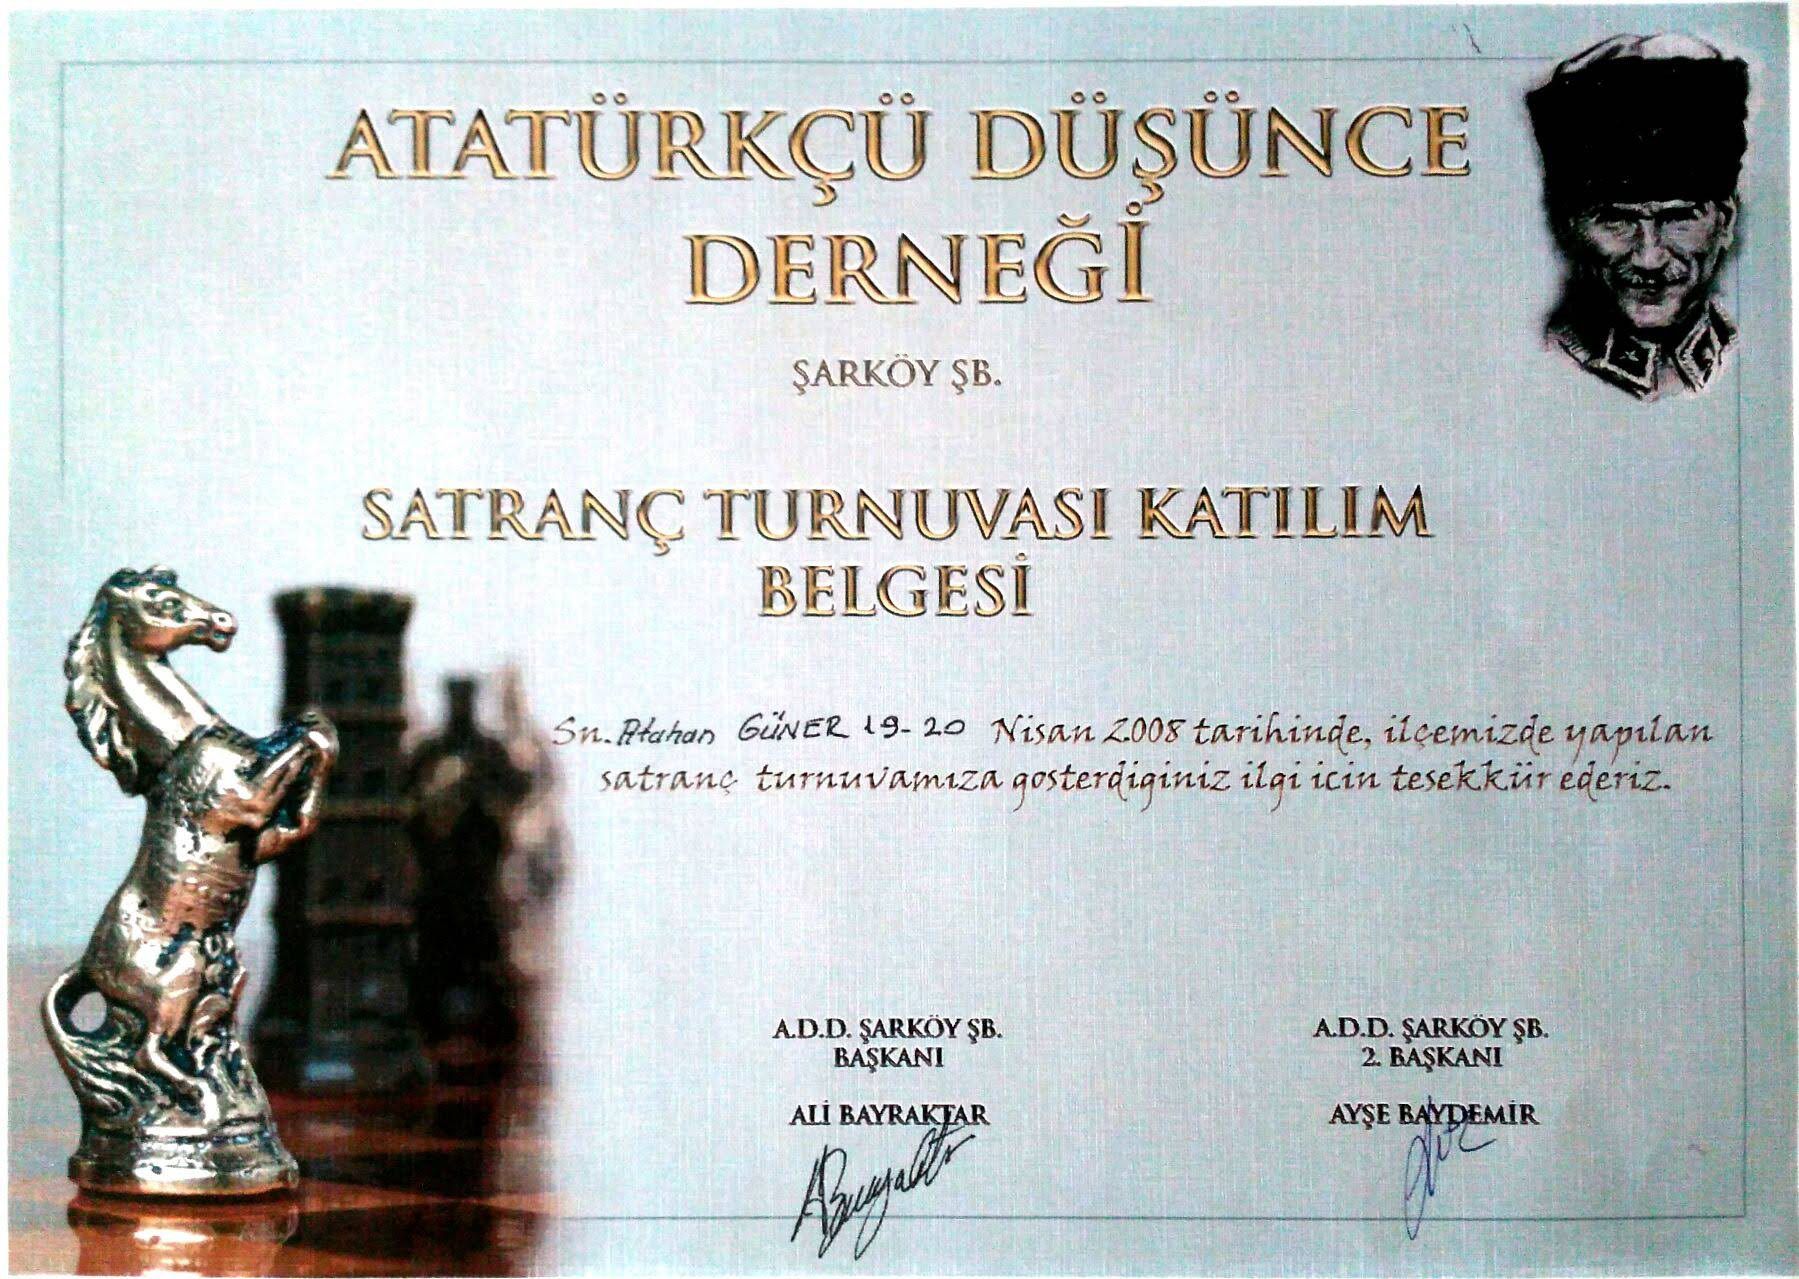 ATATÜRKÇÜ DÜŞÜNCE
DERNEĞİ
ŞARKÖY ŞB.
SATRANÇ TURNUVASI KATILIM
BELGESİ
Sn. Atahan GÜNER 19-20 Nisan 2008 tarihinde, ilçemizde yapılan
satranç turnuvamıza gosterdiginiz ilgi icin tesekkür ederiz.
A.D.D. ŞARKÖY ŞB.
BAŞKANI
ALİ BAYRAKTAR
A.D.D. ŞARKÖY ŞB.
2. BAŞKANI
AYŞE BAYDEMİR